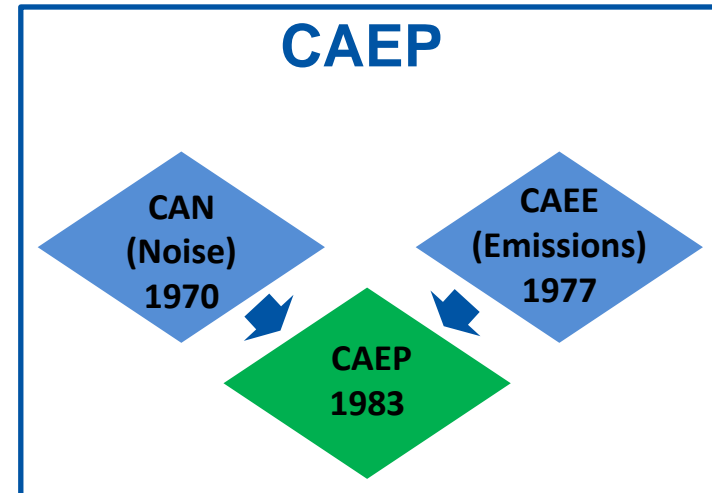 CAEP
CAN
(Noise)
1970
CAEE
(Emissions)
1977
CAEP
1983